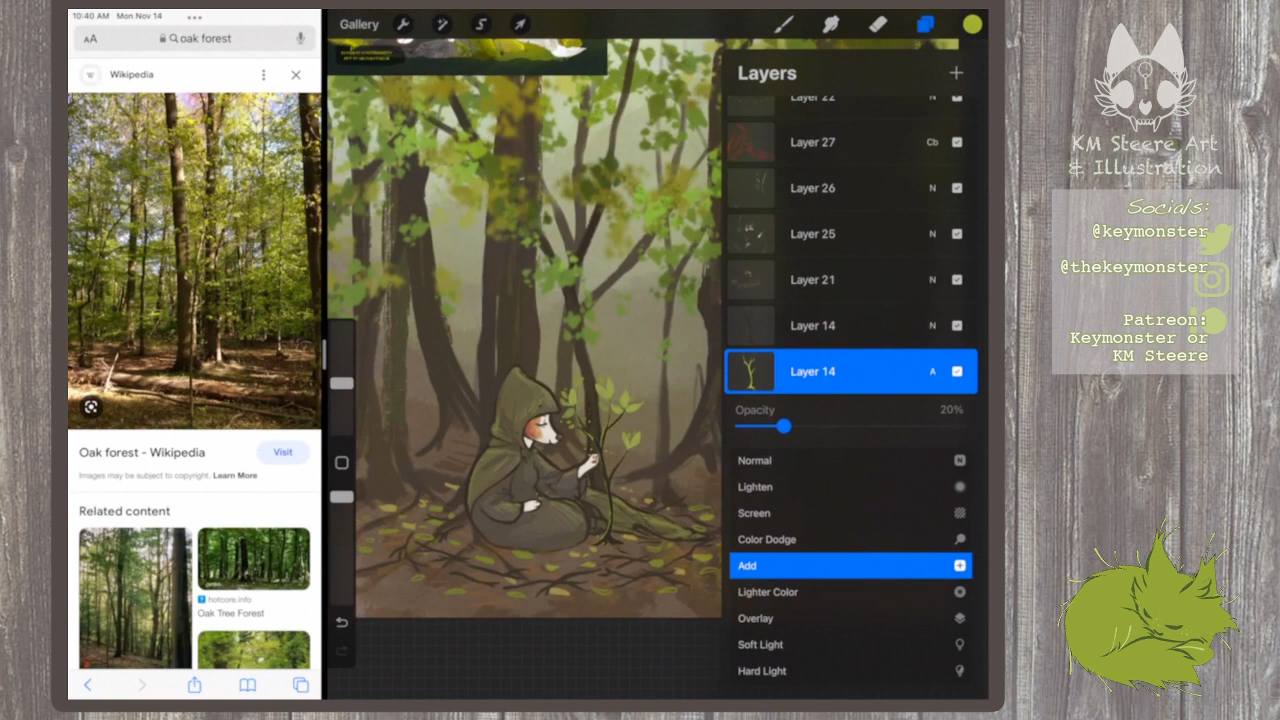 10:40 AM Mon Nov 14
AA
oak forest
Wikipedia
Oak forest - Wikipedia
Visit
Images may be subject to copyright. Learn More
Related content
hotcore.info
Oak Tree Forest
Gallery
Layers
Layer 22 N
Layer 27 Cb
Layer 26 N
Layer 25 N
Layer 21 N
Layer 14 N
Layer 14 A
Opacity 20%
Normal N
Lighten
Screen
Color Dodge
Add
Lighter Color
Overlay
Soft Light
Hard Light
KM Steere Art
& Illustration
Socials:
@keymonster
@thekeymonster
Patreon:
Keymonster or
KM Steere